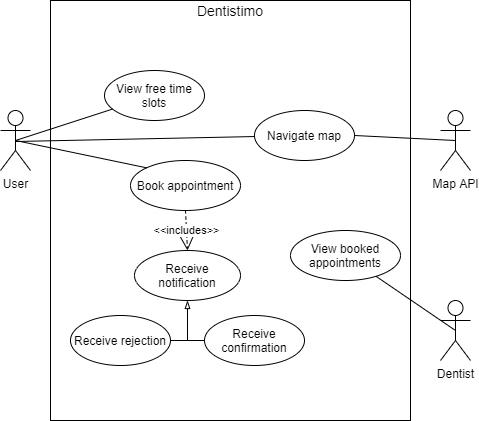 Dentistimo
View free time
slots
Navigate map
User
Map API
Book appointment
<<includes>>
View booked
appointments
Receive
notification
Receive rejection
Receive
confirmation
Dentist